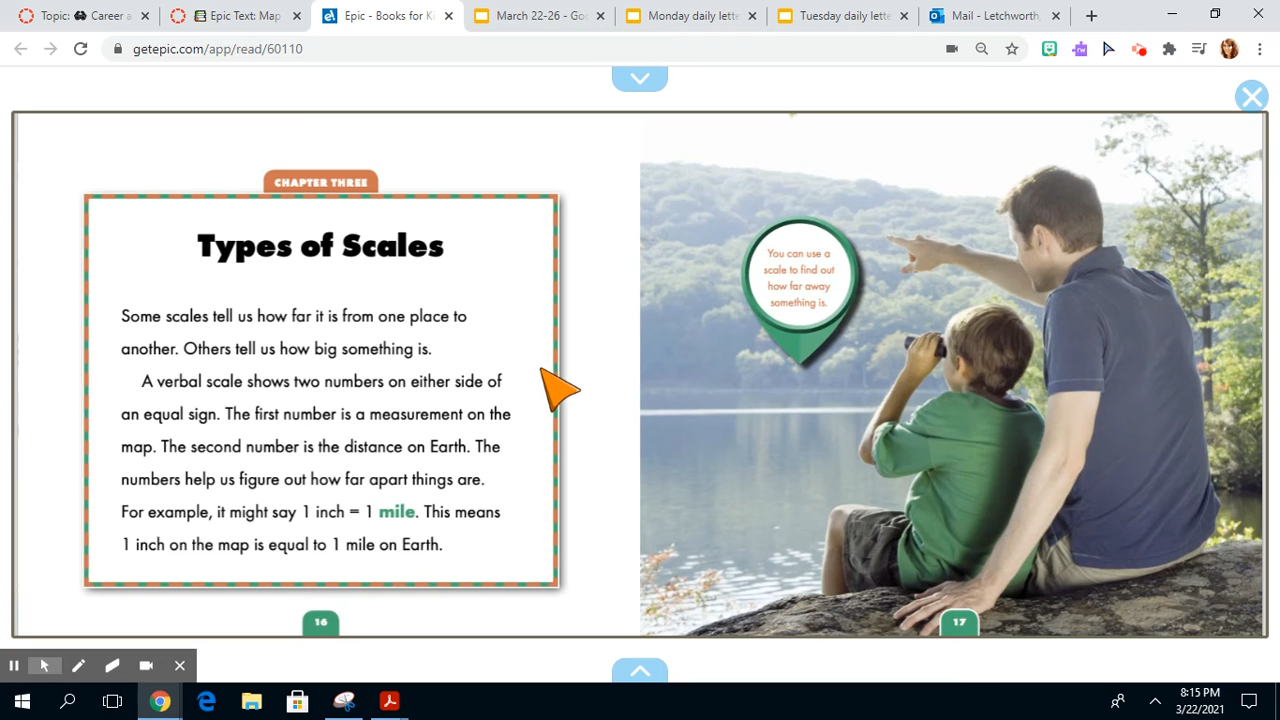 Topic: 👀 Career a
📗 Epic Text: Map
Epic - Books for Ki
March 22-26 - Goo
Monday daily lette
Tuesday daily lette
Mail - Letchworth,
getepic.com/app/read/60110
CHAPTER THREE
Types of Scales
Some scales tell us how far it is from one place to
another. Others tell us how big something is.
A verbal scale shows two numbers on either side of
an equal sign. The first number is a measurement on the
map. The second number is the distance on Earth. The
numbers help us figure out how far apart things are.
For example, it might say 1 inch = 1 mile. This means
1 inch on the map is equal to 1 mile on Earth.
16
You can use a
scale to find out
how far away
something is.
17
8:15 PM
3/22/2021